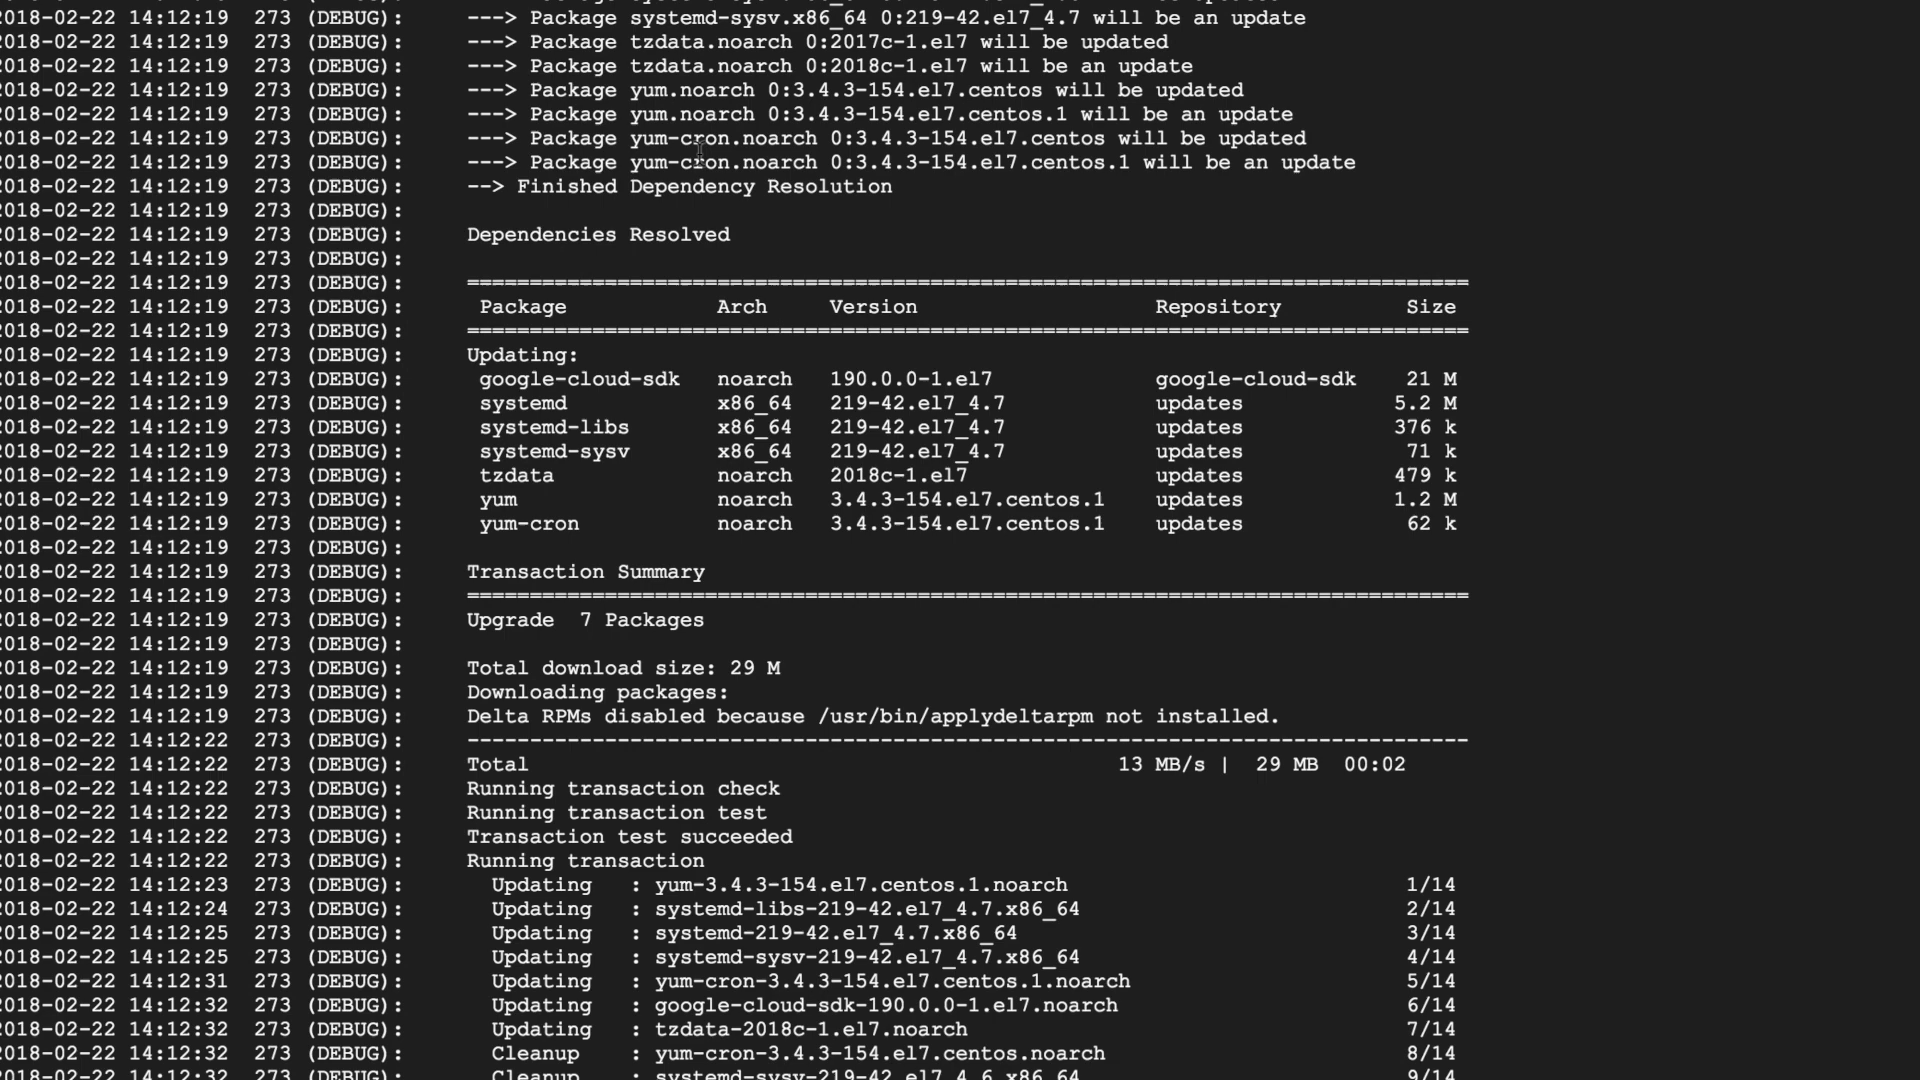 2018-02-22 14:12:19  273 (DEBUG):     ---> Package systemd-sysv.x86_64 0:219-42.el7_4.7 will be an update
2018-02-22 14:12:19  273 (DEBUG):     ---> Package tzdata.noarch 0:2017c-1.el7 will be updated
2018-02-22 14:12:19  273 (DEBUG):     ---> Package tzdata.noarch 0:2018c-1.el7 will be an update
2018-02-22 14:12:19  273 (DEBUG):     ---> Package yum.noarch 0:3.4.3-154.el7.centos will be updated
2018-02-22 14:12:19  273 (DEBUG):     ---> Package yum.noarch 0:3.4.3-154.el7.centos.1 will be an update
2018-02-22 14:12:19  273 (DEBUG):     ---> Package yum-cron.noarch 0:3.4.3-154.el7.centos will be updated
2018-02-22 14:12:19  273 (DEBUG):     ---> Package yum-cron.noarch 0:3.4.3-154.el7.centos.1 will be an update
2018-02-22 14:12:19  273 (DEBUG):     --> Finished Dependency Resolution
2018-02-22 14:12:19  273 (DEBUG):
2018-02-22 14:12:19  273 (DEBUG):     Dependencies Resolved
2018-02-22 14:12:19  273 (DEBUG):
2018-02-22 14:12:19  273 (DEBUG):     ================================================================================
2018-02-22 14:12:19  273 (DEBUG):      Package            Arch     Version                   Repository          Size
2018-02-22 14:12:19  273 (DEBUG):     ================================================================================
2018-02-22 14:12:19  273 (DEBUG):     Updating:
2018-02-22 14:12:19  273 (DEBUG):      google-cloud-sdk   noarch   190.0.0-1.el7             google-cloud-sdk    21 M
2018-02-22 14:12:19  273 (DEBUG):      systemd            x86_64   219-42.el7_4.7            updates            5.2 M
2018-02-22 14:12:19  273 (DEBUG):      systemd-libs       x86_64   219-42.el7_4.7            updates            376 k
2018-02-22 14:12:19  273 (DEBUG):      systemd-sysv       x86_64   219-42.el7_4.7            updates             71 k
2018-02-22 14:12:19  273 (DEBUG):      tzdata             noarch   2018c-1.el7               updates            479 k
2018-02-22 14:12:19  273 (DEBUG):      yum                noarch   3.4.3-154.el7.centos.1    updates            1.2 M
2018-02-22 14:12:19  273 (DEBUG):      yum-cron           noarch   3.4.3-154.el7.centos.1    updates             62 k
2018-02-22 14:12:19  273 (DEBUG):
2018-02-22 14:12:19  273 (DEBUG):     Transaction Summary
2018-02-22 14:12:19  273 (DEBUG):     ================================================================================
2018-02-22 14:12:19  273 (DEBUG):     Upgrade  7 Packages
2018-02-22 14:12:19  273 (DEBUG):
2018-02-22 14:12:19  273 (DEBUG):     Total download size: 29 M
2018-02-22 14:12:19  273 (DEBUG):     Downloading packages:
2018-02-22 14:12:19  273 (DEBUG):     Delta RPMs disabled because /usr/bin/applydeltarpm not installed.
2018-02-22 14:12:22  273 (DEBUG):     --------------------------------------------------------------------------------
2018-02-22 14:12:22  273 (DEBUG):     Total                                               13 MB/s |  29 MB  00:02
2018-02-22 14:12:22  273 (DEBUG):     Running transaction check
2018-02-22 14:12:22  273 (DEBUG):     Running transaction test
2018-02-22 14:12:22  273 (DEBUG):     Transaction test succeeded
2018-02-22 14:12:22  273 (DEBUG):     Running transaction
2018-02-22 14:12:23  273 (DEBUG):       Updating   : yum-3.4.3-154.el7.centos.1.noarch                           1/14
2018-02-22 14:12:24  273 (DEBUG):       Updating   : systemd-libs-219-42.el7_4.7.x86_64                          2/14
2018-02-22 14:12:25  273 (DEBUG):       Updating   : systemd-219-42.el7_4.7.x86_64                               3/14
2018-02-22 14:12:25  273 (DEBUG):       Updating   : systemd-sysv-219-42.el7_4.7.x86_64                          4/14
2018-02-22 14:12:31  273 (DEBUG):       Updating   : yum-cron-3.4.3-154.el7.centos.1.noarch                      5/14
2018-02-22 14:12:32  273 (DEBUG):       Updating   : google-cloud-sdk-190.0.0-1.el7.noarch                       6/14
2018-02-22 14:12:32  273 (DEBUG):       Updating   : tzdata-2018c-1.el7.noarch                                   7/14
2018-02-22 14:12:32  273 (DEBUG):       Cleanup    : yum-cron-3.4.3-154.el7.centos.noarch                        8/14
2018-02-22 14:12:32  273 (DEBUG):       Cleanup    : systemd-sysv-219-42.el7_4.6.x86_64                          9/14